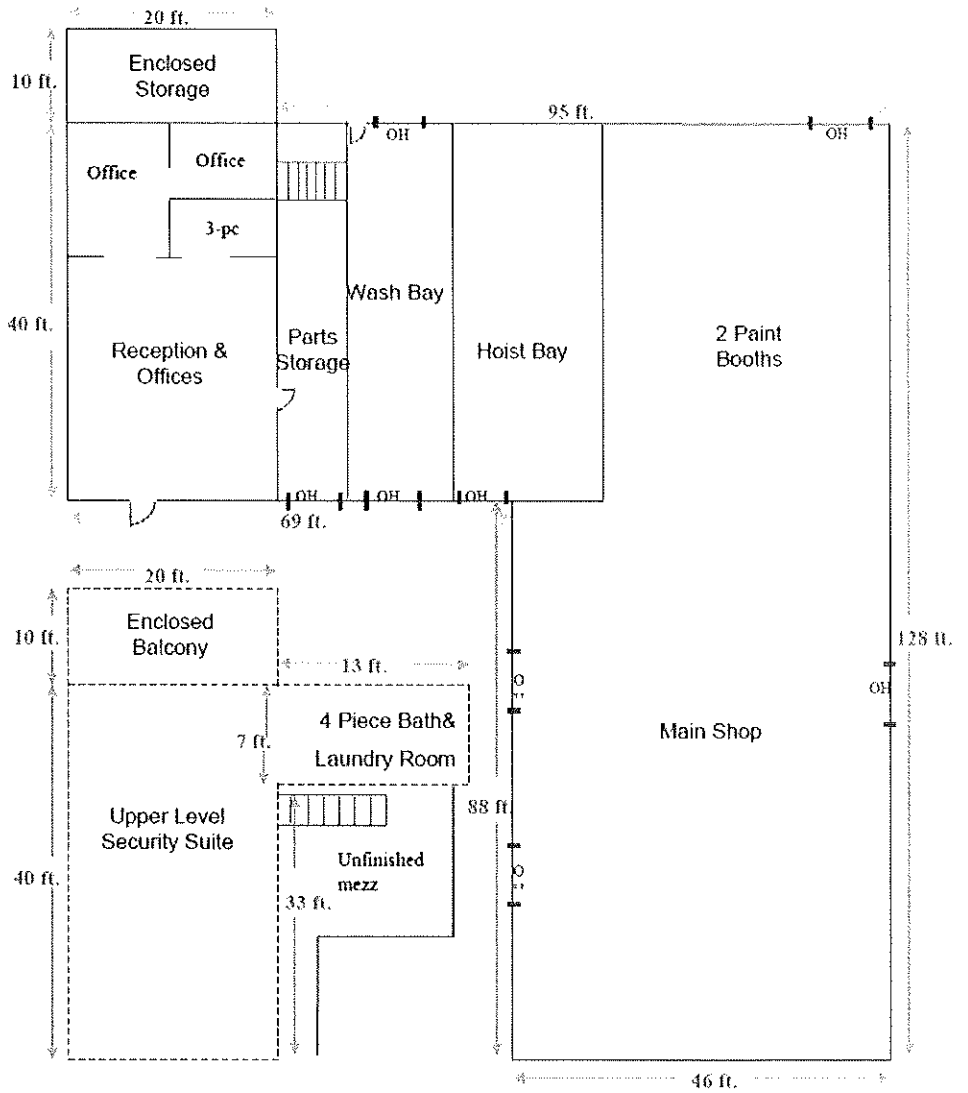 20 ft.
Enclosed
Storage
10 ft.
95 ft.
OH
OH
Office
Office
3-pc
Wash Bay
40 ft.
Reception &
Offices
Parts
Storage
Hoist Bay
2 Paint
Booths
OH
OH
OH
69 ft.
20 ft.
Enclosed
Balcony
10 ft.
13 ft.
128 ft.
OH
4 Piece Bath&
Laundry Room
7 ft.
Main Shop
Upper Level
Security Suite
88 ft.
40 ft.
Unfinished
mezz
33 ft.
46 ft.